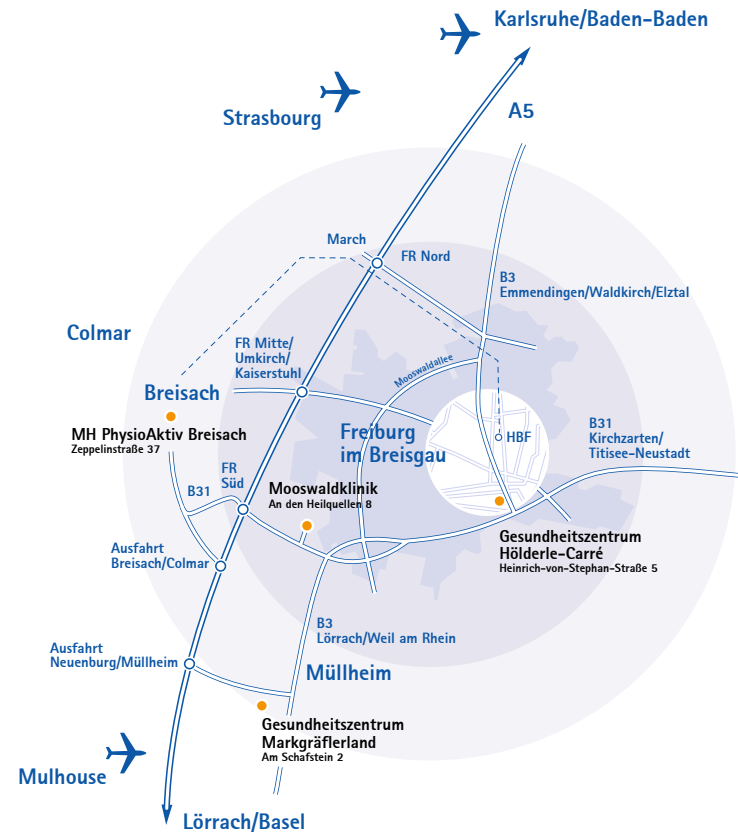 Karlsruhe/Baden-Baden
Strasbourg
A5
March
FR Nord
B3
Emmendingen/Waldkirch/Elztal
Colmar
FR Mitte/
Umkirch/
Kaiserstuhl
Mooswaldallee
Breisach
MH PhysioAktiv Breisach
Zeppelinstraße 37
Freiburg
im Breisgau
HBF
B31
Kirchzarten/
Titisee-Neustadt
FR
Süd
B31
Mooswaldklinik
An den Heilquellen 8
Gesundheitszentrum
Hölderle-Carré
Heinrich-von-Stephan-Straße 5
Ausfahrt
Breisach/Colmar
B3
Lörrach/Weil am Rhein
Ausfahrt
Neuenburg/Müllheim
Müllheim
Gesundheitszentrum
Markgräflerland
Am Schafstein 2
Mulhouse
Lörrach/Basel